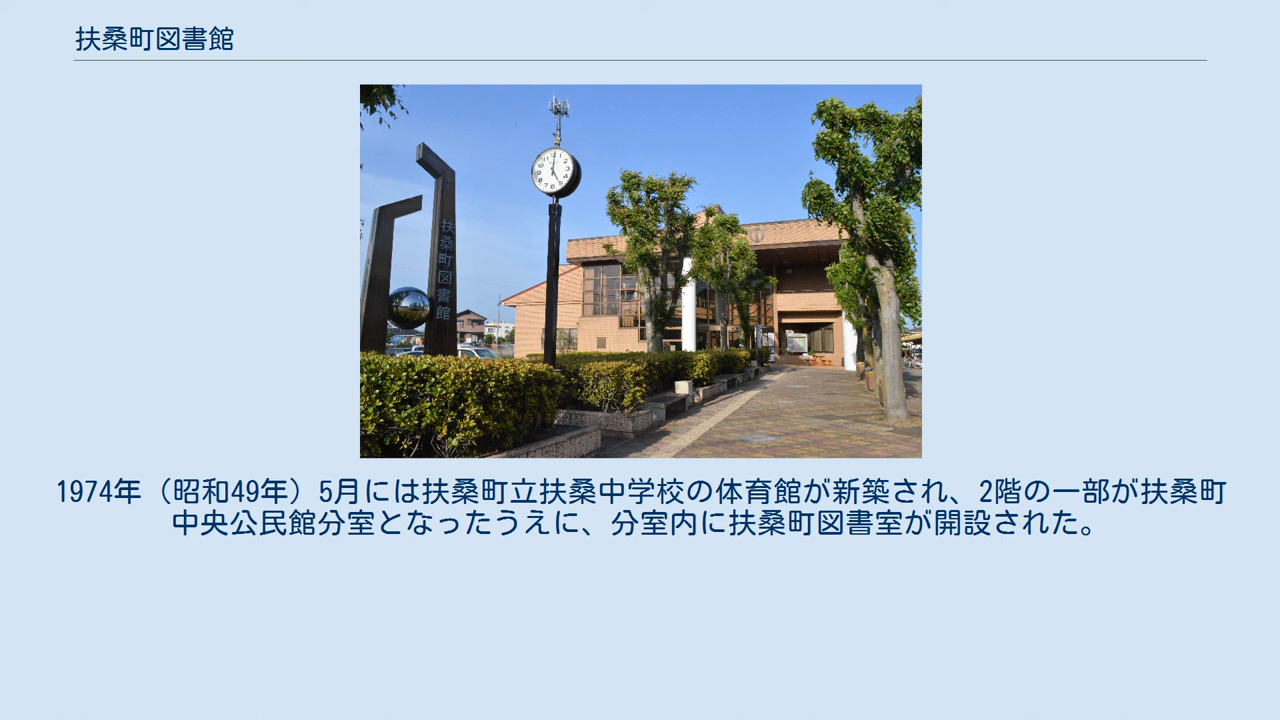 扶桑町図書館
扶桑町図書館
1974年（昭和49年）5月には扶桑町立扶桑中学校の体育館が新築され、2階の一部が扶桑町
中央公民館分室となったうえに、分室内に扶桑町図書室が開設された。